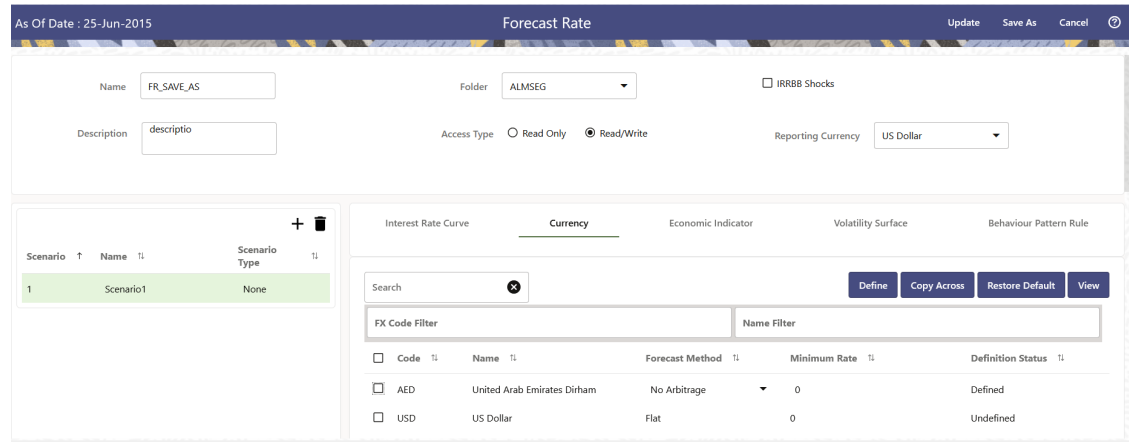 As Of Date : 25-Jun-2015 Forecast Rate Update Save As Cancel ?
Name FR_SAVE_AS Folder ALMSEG IRRBB Shocks
Description descriptio Access Type Read Only Read/Write Reporting Currency US Dollar
Interest Rate Curve Currency Economic Indicator Volatility Surface Behaviour Pattern Rule
Scenario Name Scenario Type
1 Scenario1 None
Search Define Copy Across Restore Default View
FX Code Filter Name Filter
Code Name Forecast Method Minimum Rate Definition Status
AED United Arab Emirates Dirham No Arbitrage 0 Defined
USD US Dollar Flat 0 Undefined